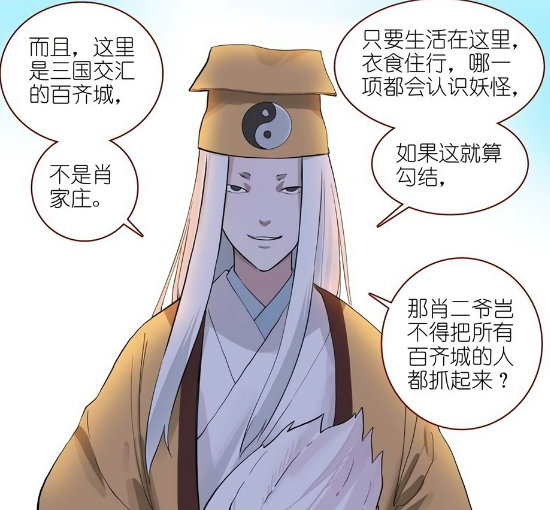 而且，这里
是三国交汇
的百齐城，
不是肖
家庄。
只要生活在这里，
衣食住行，哪一
项都会认识妖怪，
如果这就算
勾结，
那肖二爷岂
不得把所有
百齐城的人
都抓起来？